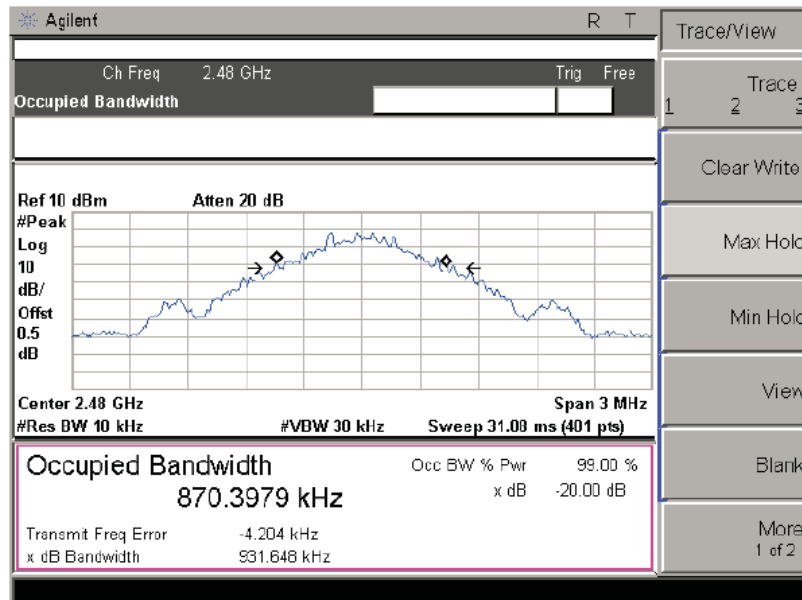 Agilent
R T
Ch Freq 2.48 GHz
Trig Free
Occupied Bandwidth
Ref 10 dBm
Atten 20 dB
#Peak
Log
10
dB/
Offst
0.5
dB
Center 2.48 GHz
Span 3 MHz
#Res BW 10 kHz
#VBW 30 kHz
Sweep 31.08 ms (401 pts)
Occupied Bandwidth
870.3979 kHz
Occ BW % Pwr 99.00 %
x dB -20.00 dB
Transmit Freq Error -4.204 kHz
x dB Bandwidth 931.648 kHz
Trace/View
Trace
1 2 3
Clear Write
Max Hold
Min Hold
View
Blank
More
1 of 2